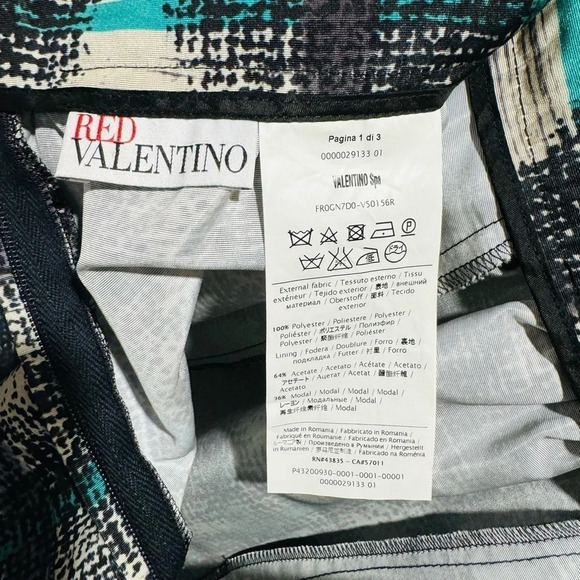 RED
VALENTINO
Pagina 1 di 3
0000029133 01
VALENTINO SpA
FR0GN7D0-V50156R
P
ドライ
External fabric / Tessuto esterno / Tissu
extérieur / Tejido exterior / 表地 / внешний
материал / Oberstoff / 面料 / Tecido
exterior
100% Polyester / Poliestere / Polyester /
Poliéster / ポリエステル / Полиэфир /
Polyester / 聚酯纤维 / Poliéster
Lining / Fodera / Doublure / Forro / 裏地 /
подкладка / Futter / 衬里 / Forro
64% Acetate / Acetato / Acétate / Acetato /
アセテート / Ацетат / Acetat / 醋酯纤维 /
Acetato
36% Modal / Modal / Modal / Modal /
レーヨン / Модальные / Modal /
再生纤维素纤维 / Modal
Made in Romania / Fabbricato in Romania /
Fabriqué en Roumanie / Fabricado en Rumania /
ルーマニア製 / Произведено в Румынии / Hergestellt
in Rumänien / 罗马尼亚制造 / Fabricado na Roménia
RN#43835 - CA#57011
P43200930-0001-0001-00001
0000029133 01